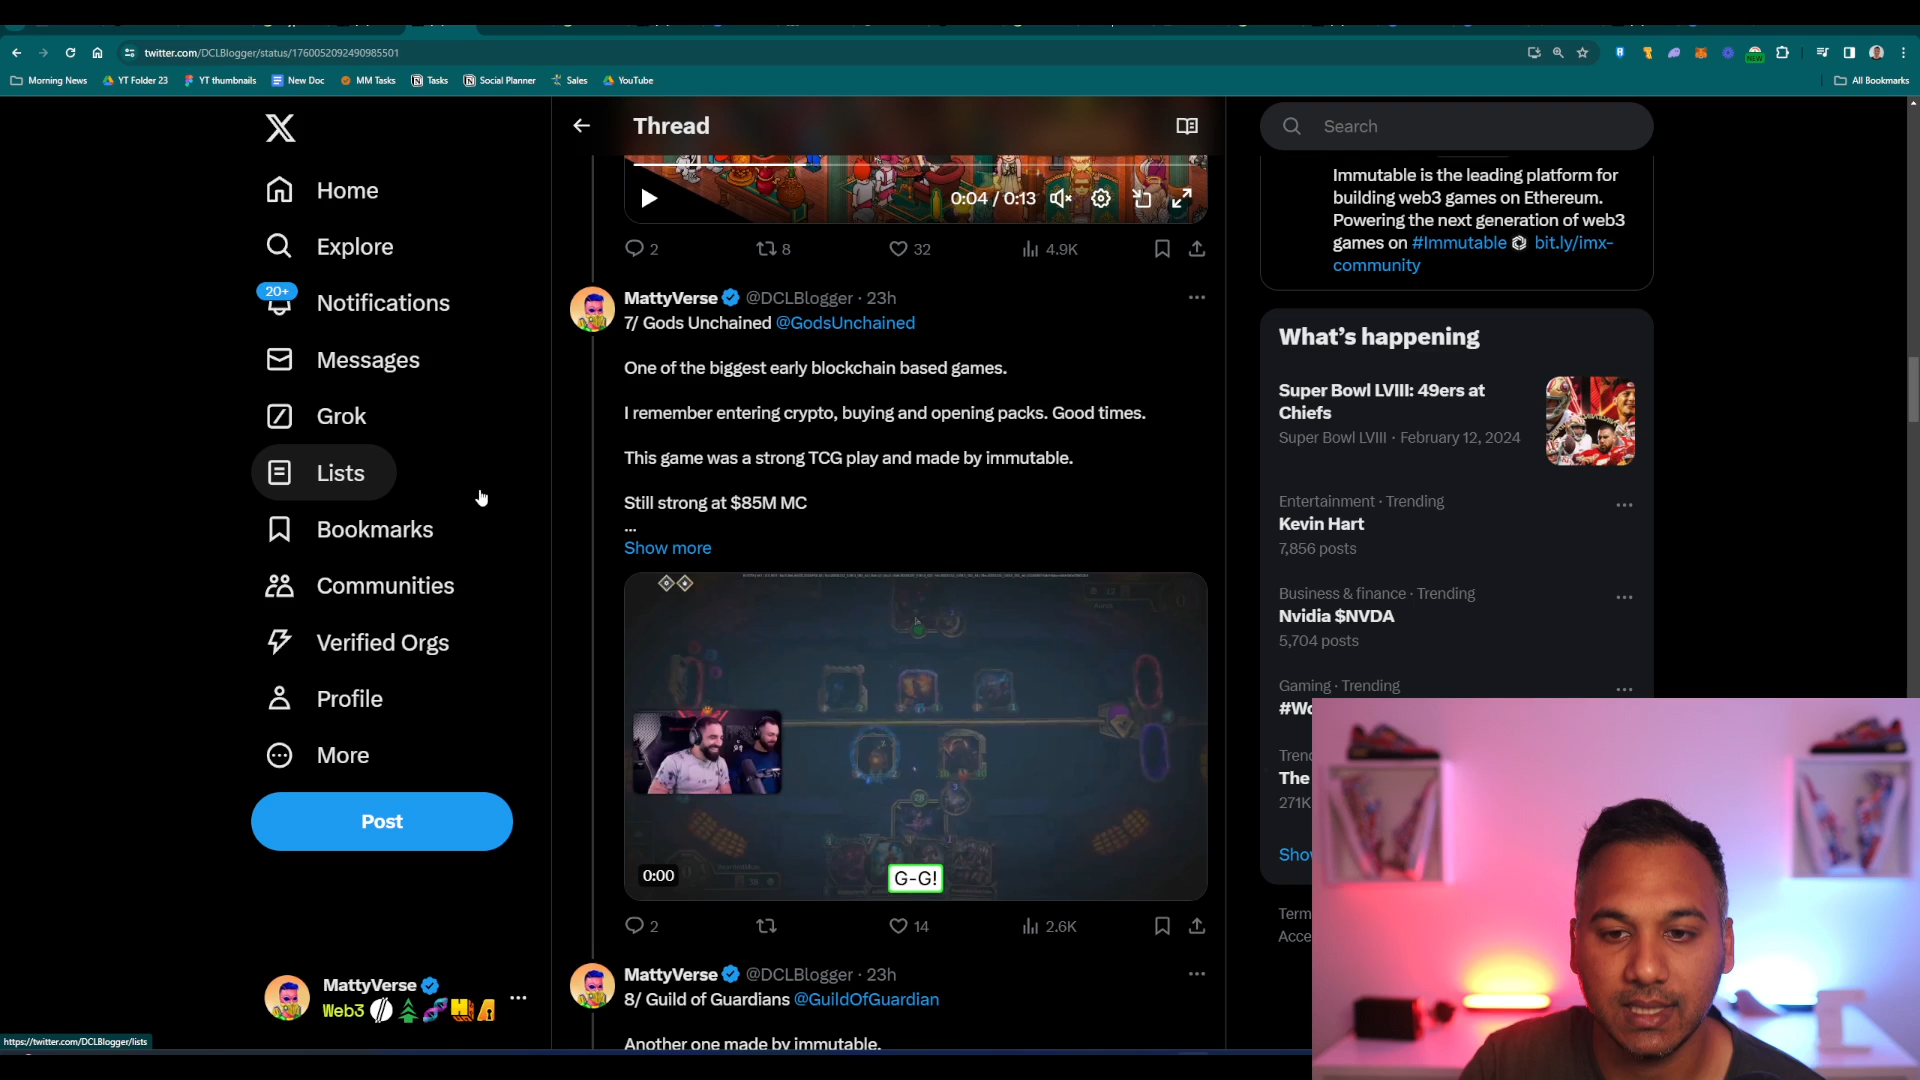 twitter.com/DCLBlogger/status/1760052092490985501
NEW
Morning News
YT Folder 23
YT thumbnails
New Doc
MM Tasks
Tasks
Social Planner
Sales
YouTube
All Bookmarks
X
Home
Explore
20+
Notifications
Messages
Grok
Lists
Bookmarks
Communities
Verified Orgs
Profile
More
Post
MattyVerse
Web3
https://twitter.com/DCLBlogger/lists
Thread
0:04 / 0:13
2
8
32
4.9K
MattyVerse @DCLBlogger · 23h
7/ Gods Unchained @GodsUnchained
One of the biggest early blockchain based games.
I remember entering crypto, buying and opening packs. Good times.
This game was a strong TCG play and made by immutable.
Still strong at $85M MC
...
Show more
0:00
G-G!
2
14
2.6K
MattyVerse @DCLBlogger · 23h
8/ Guild of Guardians @GuildOfGuardian
Another one made by immutable.
Search
Immutable is the leading platform for
building web3 games on Ethereum.
Powering the next generation of web3
games on #Immutable bit.ly/imx-
community
What's happening
Super Bowl LVIII: 49ers at
Chiefs
Super Bowl LVIII · February 12, 2024
Entertainment · Trending
Kevin Hart
7,856 posts
Business & finance · Trending
Nvidia $NVDA
5,704 posts
Gaming · Trending
#Wo
Trend
The
271K
Show
Term
Acce